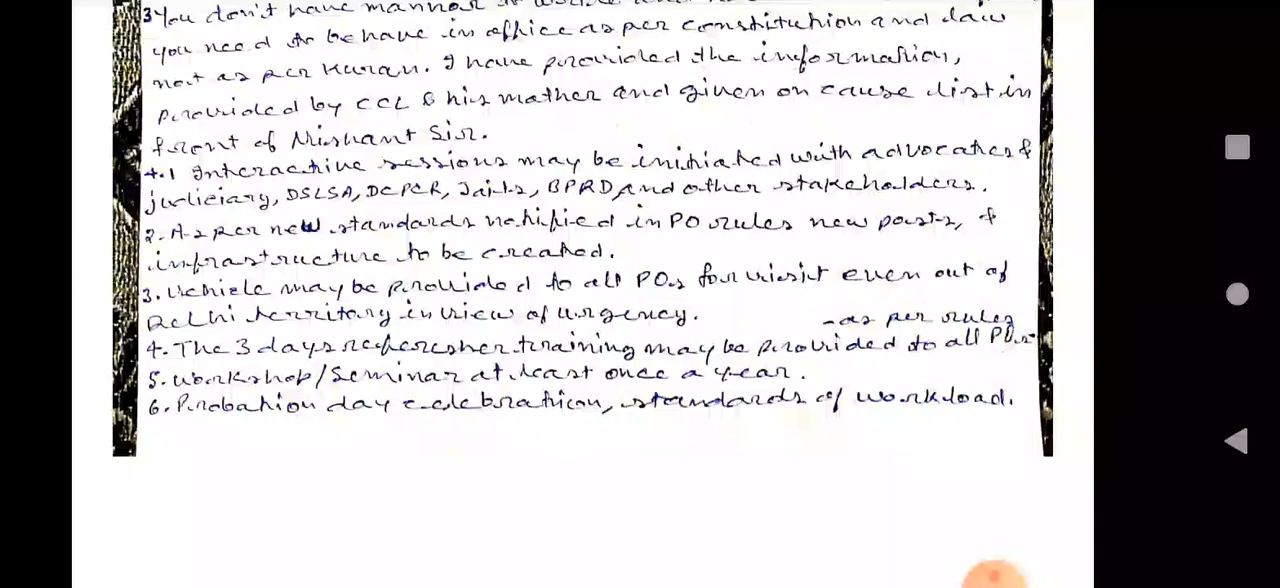 3 You don't have mannar
you need to behave in office as per constitution and law
not as per Kuran. I have provided the information,
provided by CCL & his mother and given on cause list in
front of Nishant Sir.
4.1 Interactive sessions may be initiated with advocates &
judiciary, DSLSA, DCPCR, Jails, BPRD, and other stakeholders.
2. As per new standards notified in PO rules new posts, &
infrastructure to be created.
3. Vehicle may be provided to all POs for visit even out of
Delhi territory in view of urgency.
- as per rules
4. The 3 days referesher training may be provided to all POs-
5. Workshop/Seminar at least once a year.
6. Probation day celebration, standards of workload.